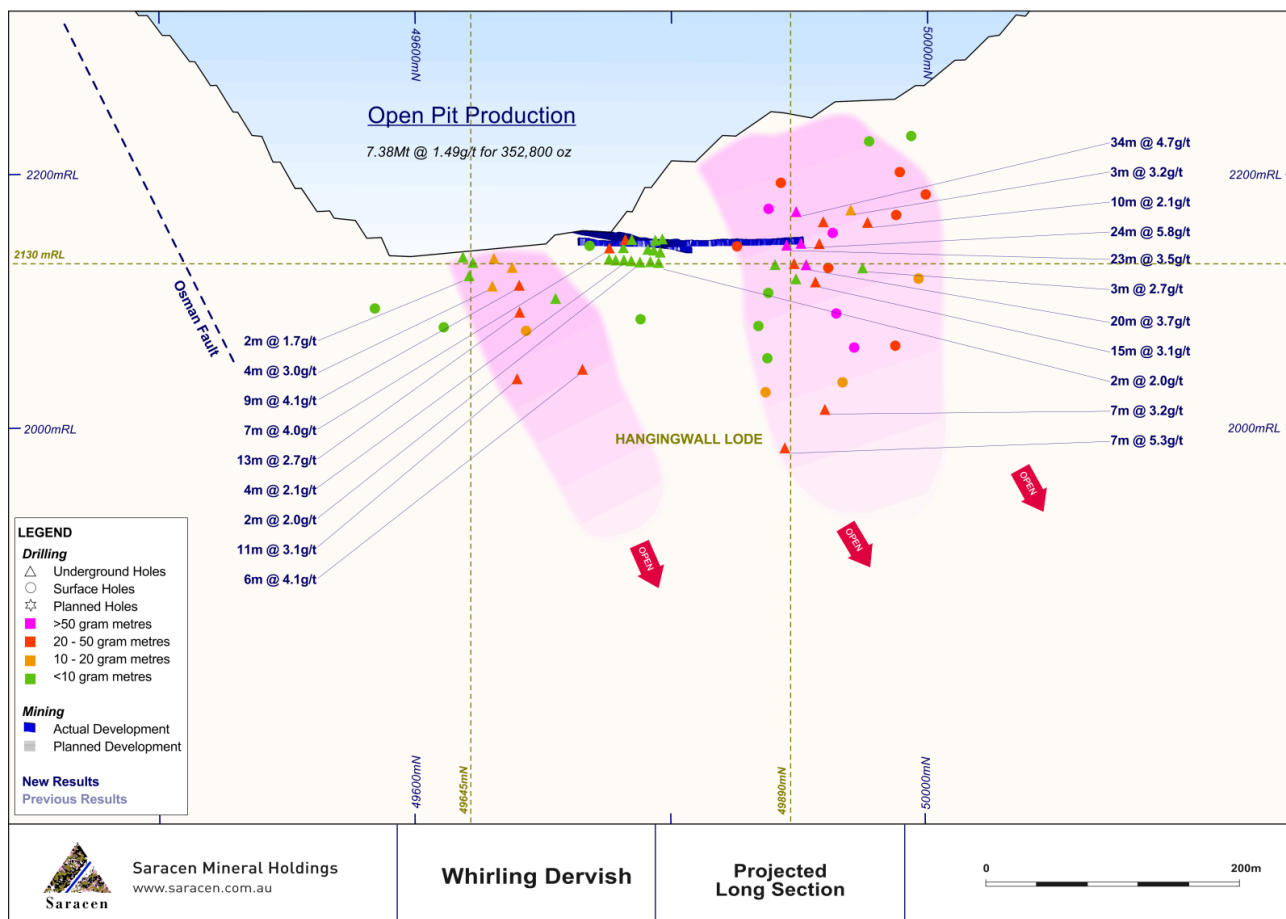 49600mN
50000mN
Open Pit Production
7.38Mt @ 1.49g/t for 352,800 oz
2200mRL
2200mRL
2130 mRL
Osman Fault
34m @ 4.7g/t
3m @ 3.2g/t
10m @ 2.1g/t
24m @ 5.8g/t
23m @ 3.5g/t
3m @ 2.7g/t
20m @ 3.7g/t
15m @ 3.1g/t
2m @ 2.0g/t
7m @ 3.2g/t
7m @ 5.3g/t
2m @ 1.7g/t
4m @ 3.0g/t
9m @ 4.1g/t
7m @ 4.0g/t
13m @ 2.7g/t
4m @ 2.1g/t
2m @ 2.0g/t
11m @ 3.1g/t
6m @ 4.1g/t
2000mRL
2000mRL
HANGINGWALL LODE
OPEN
OPEN
OPEN
LEGEND
Drilling
Underground Holes
Surface Holes
Planned Holes
>50 gram metres
20 - 50 gram metres
10 - 20 gram metres
<10 gram metres
Mining
Actual Development
Planned Development
New Results
Previous Results
49600mN
49645mN
49890mN
50000mN
Saracen
Saracen Mineral Holdings
www.saracen.com.au
Whirling Dervish
Projected
Long Section
0
200m